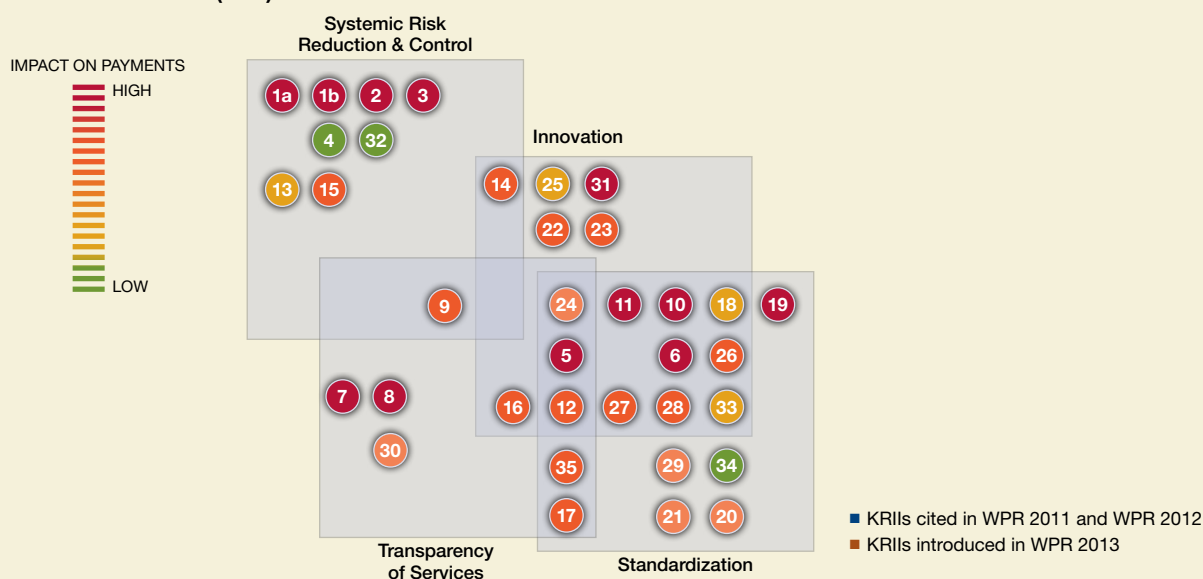 Systemic Risk
Reduction & Control
IMPACT ON PAYMENTS
HIGH
LOW
1a 1b 2 3
4 32
13 15
Innovation
14 25 31
22 23
9
24 11 10 18 19
5 6 26
7 8
16 12 27 28 33
30
35 29 34
17 21 20
Transparency
of Services
Standardization
KRIIs cited in WPR 2011 and WPR 2012
KRIIs introduced in WPR 2013